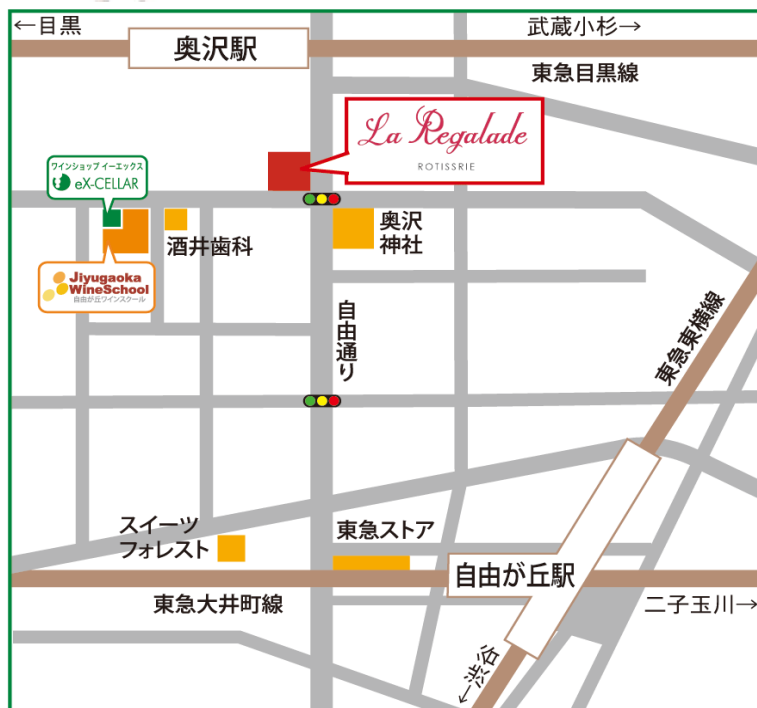 ←目黒
武蔵小杉→
奥沢駅
東急目黒線
La Regalade
ROTISSRIE
ワインショップ イーエックス
eX-CELLAR
酒井歯科
奥沢
神社
Jiyugaoka
WineSchool
自由が丘ワインスクール
自由通り
東急東横線
スイーツ
フォレスト
東急ストア
自由が丘駅
東急大井町線
二子玉川→
←渋谷